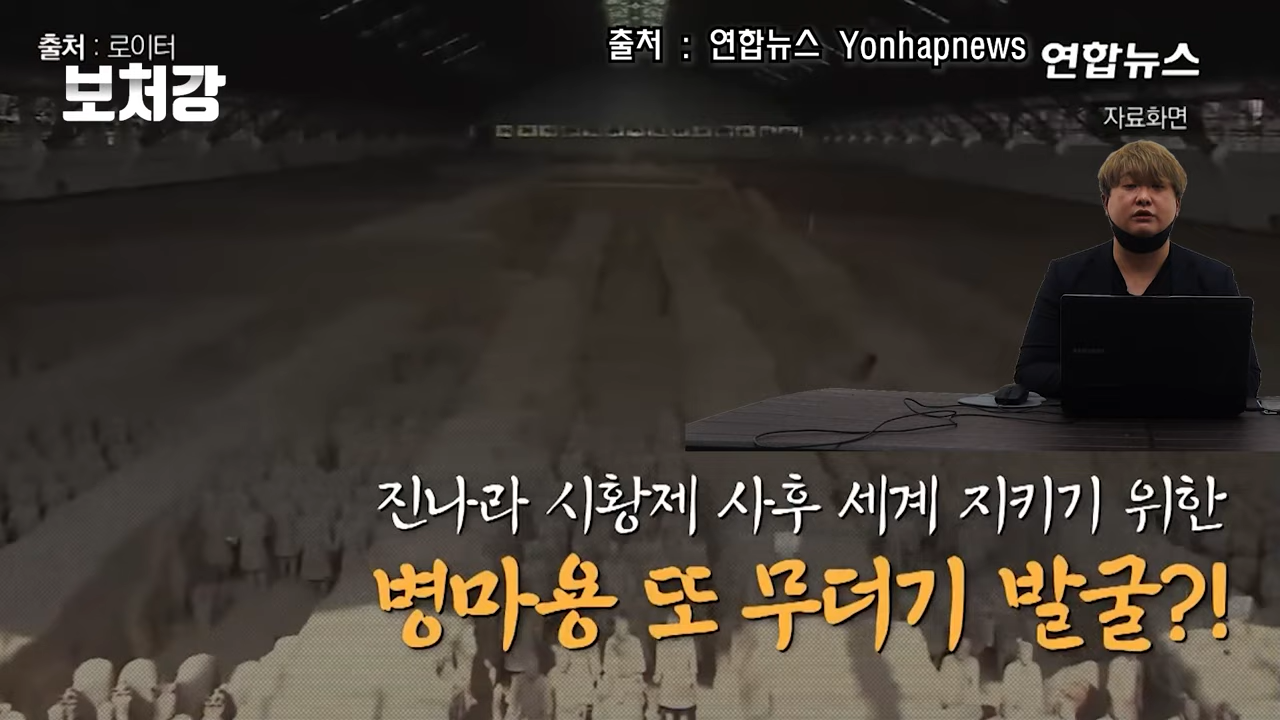 출처 : 로이터
보처강
출처 : 연합뉴스 Yonhapnews
연합뉴스
자료화면
진나라 시황제 사후 세계 지키기 위한
병마용 또 무더기 발굴?!